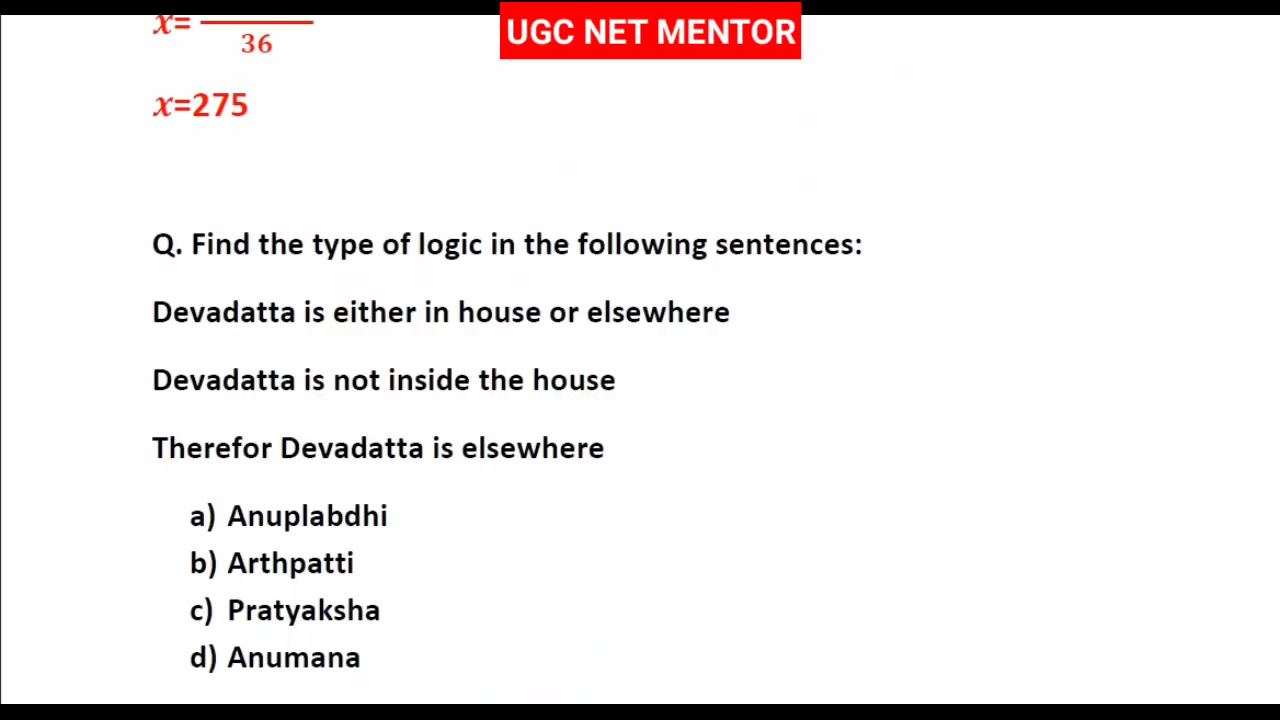 UGC NET MENTOR
x=
36
x=275
Q. Find the type of logic in the following sentences:
Devadatta is either in house or elsewhere
Devadatta is not inside the house
Therefor Devadatta is elsewhere
a) Anuplabdhi
b) Arthpatti
c) Pratyaksha
d) Anumana